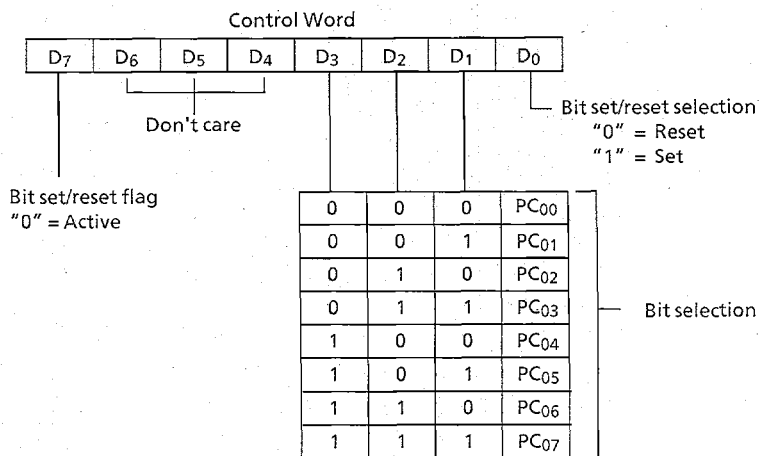 Control Word
D7 D6 D5 D4 D3 D2 D1 D0
Don't care
Bit set/reset selection
"0" = Reset
"1" = Set
Bit set/reset flag
"0" = Active
0 0 0 PC00
0 0 1 PC01
0 1 0 PC02
0 1 1 PC03
1 0 0 PC04
1 0 1 PC05
1 1 0 PC06
1 1 1 PC07
Bit selection